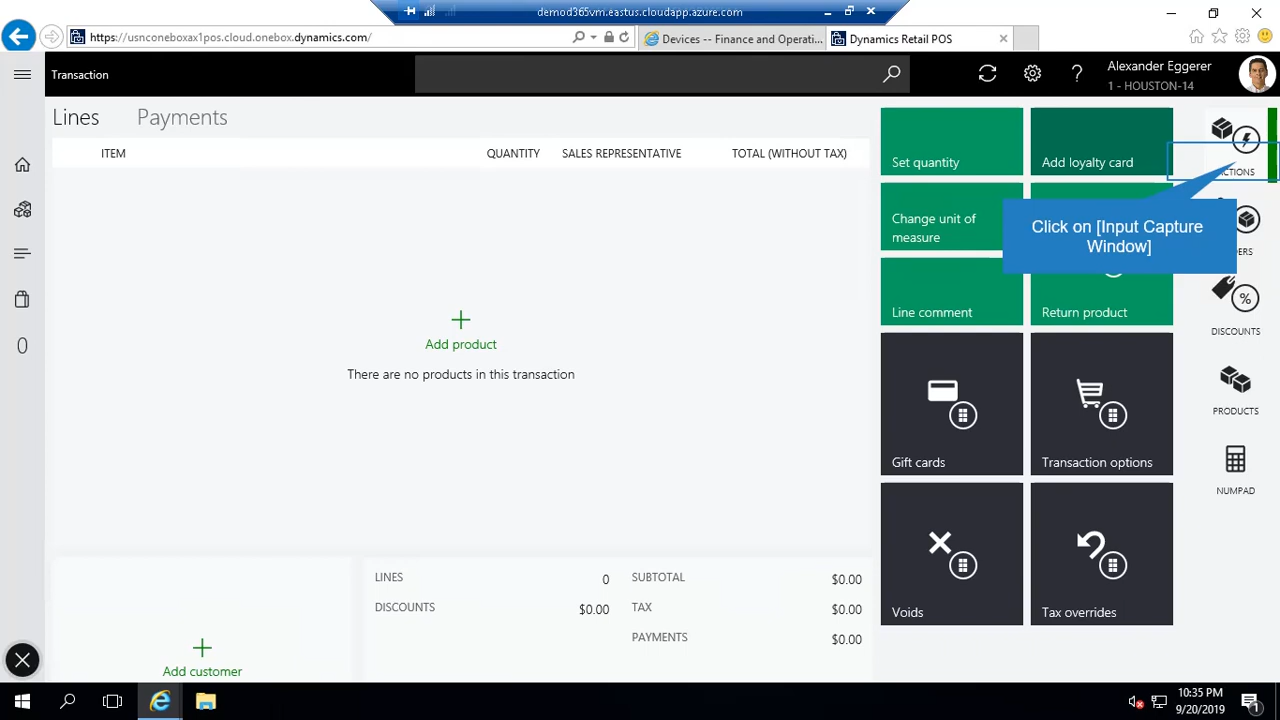 demod365vm.eastus.cloudapp.azure.com
https://usnconeboxax1pos.cloud.onebox.dynamics.com/
Devices -- Finance and Operati...
Dynamics Retail POS
Transaction
Alexander Eggerer
1 - HOUSTON-14
Lines
Payments
ITEM
QUANTITY
SALES REPRESENTATIVE
TOTAL (WITHOUT TAX)
Add product
There are no products in this transaction
Set quantity
Add loyalty card
Change unit of
measure
Click on [Input Capture
Window]
Line comment
Return product
Gift cards
Transaction options
Voids
Tax overrides
DISCOUNTS
PRODUCTS
NUMPAD
0
LINES
0
SUBTOTAL
$0.00
DISCOUNTS
$0.00
TAX
$0.00
PAYMENTS
$0.00
Add customer
10:35 PM
9/20/2019
1